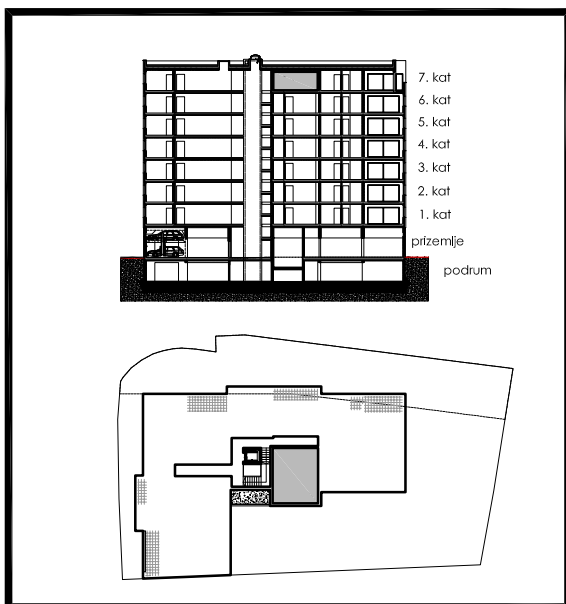 7. kat
6. kat
5. kat
4. kat
3. kat
2. kat
1. kat
prizemlje
podrum